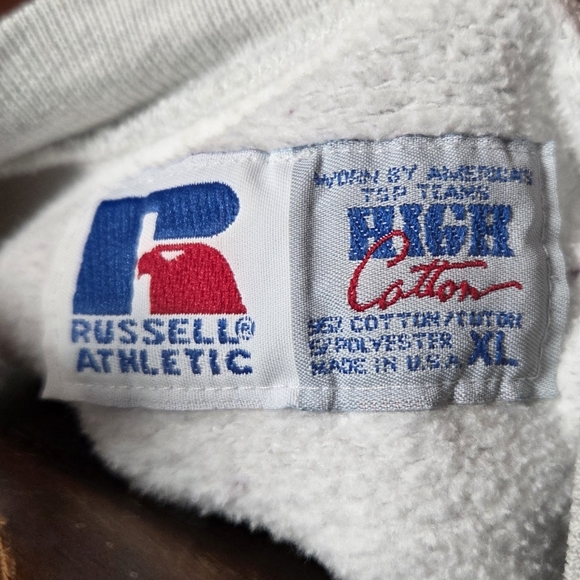 RUSSELL®
ATHLETIC
WORN BY AMERICA'S
TOP TEAMS
HIGH
Cotton
95% COTTON/COTON
5% POLYESTER
MADE IN U.S.A. XL